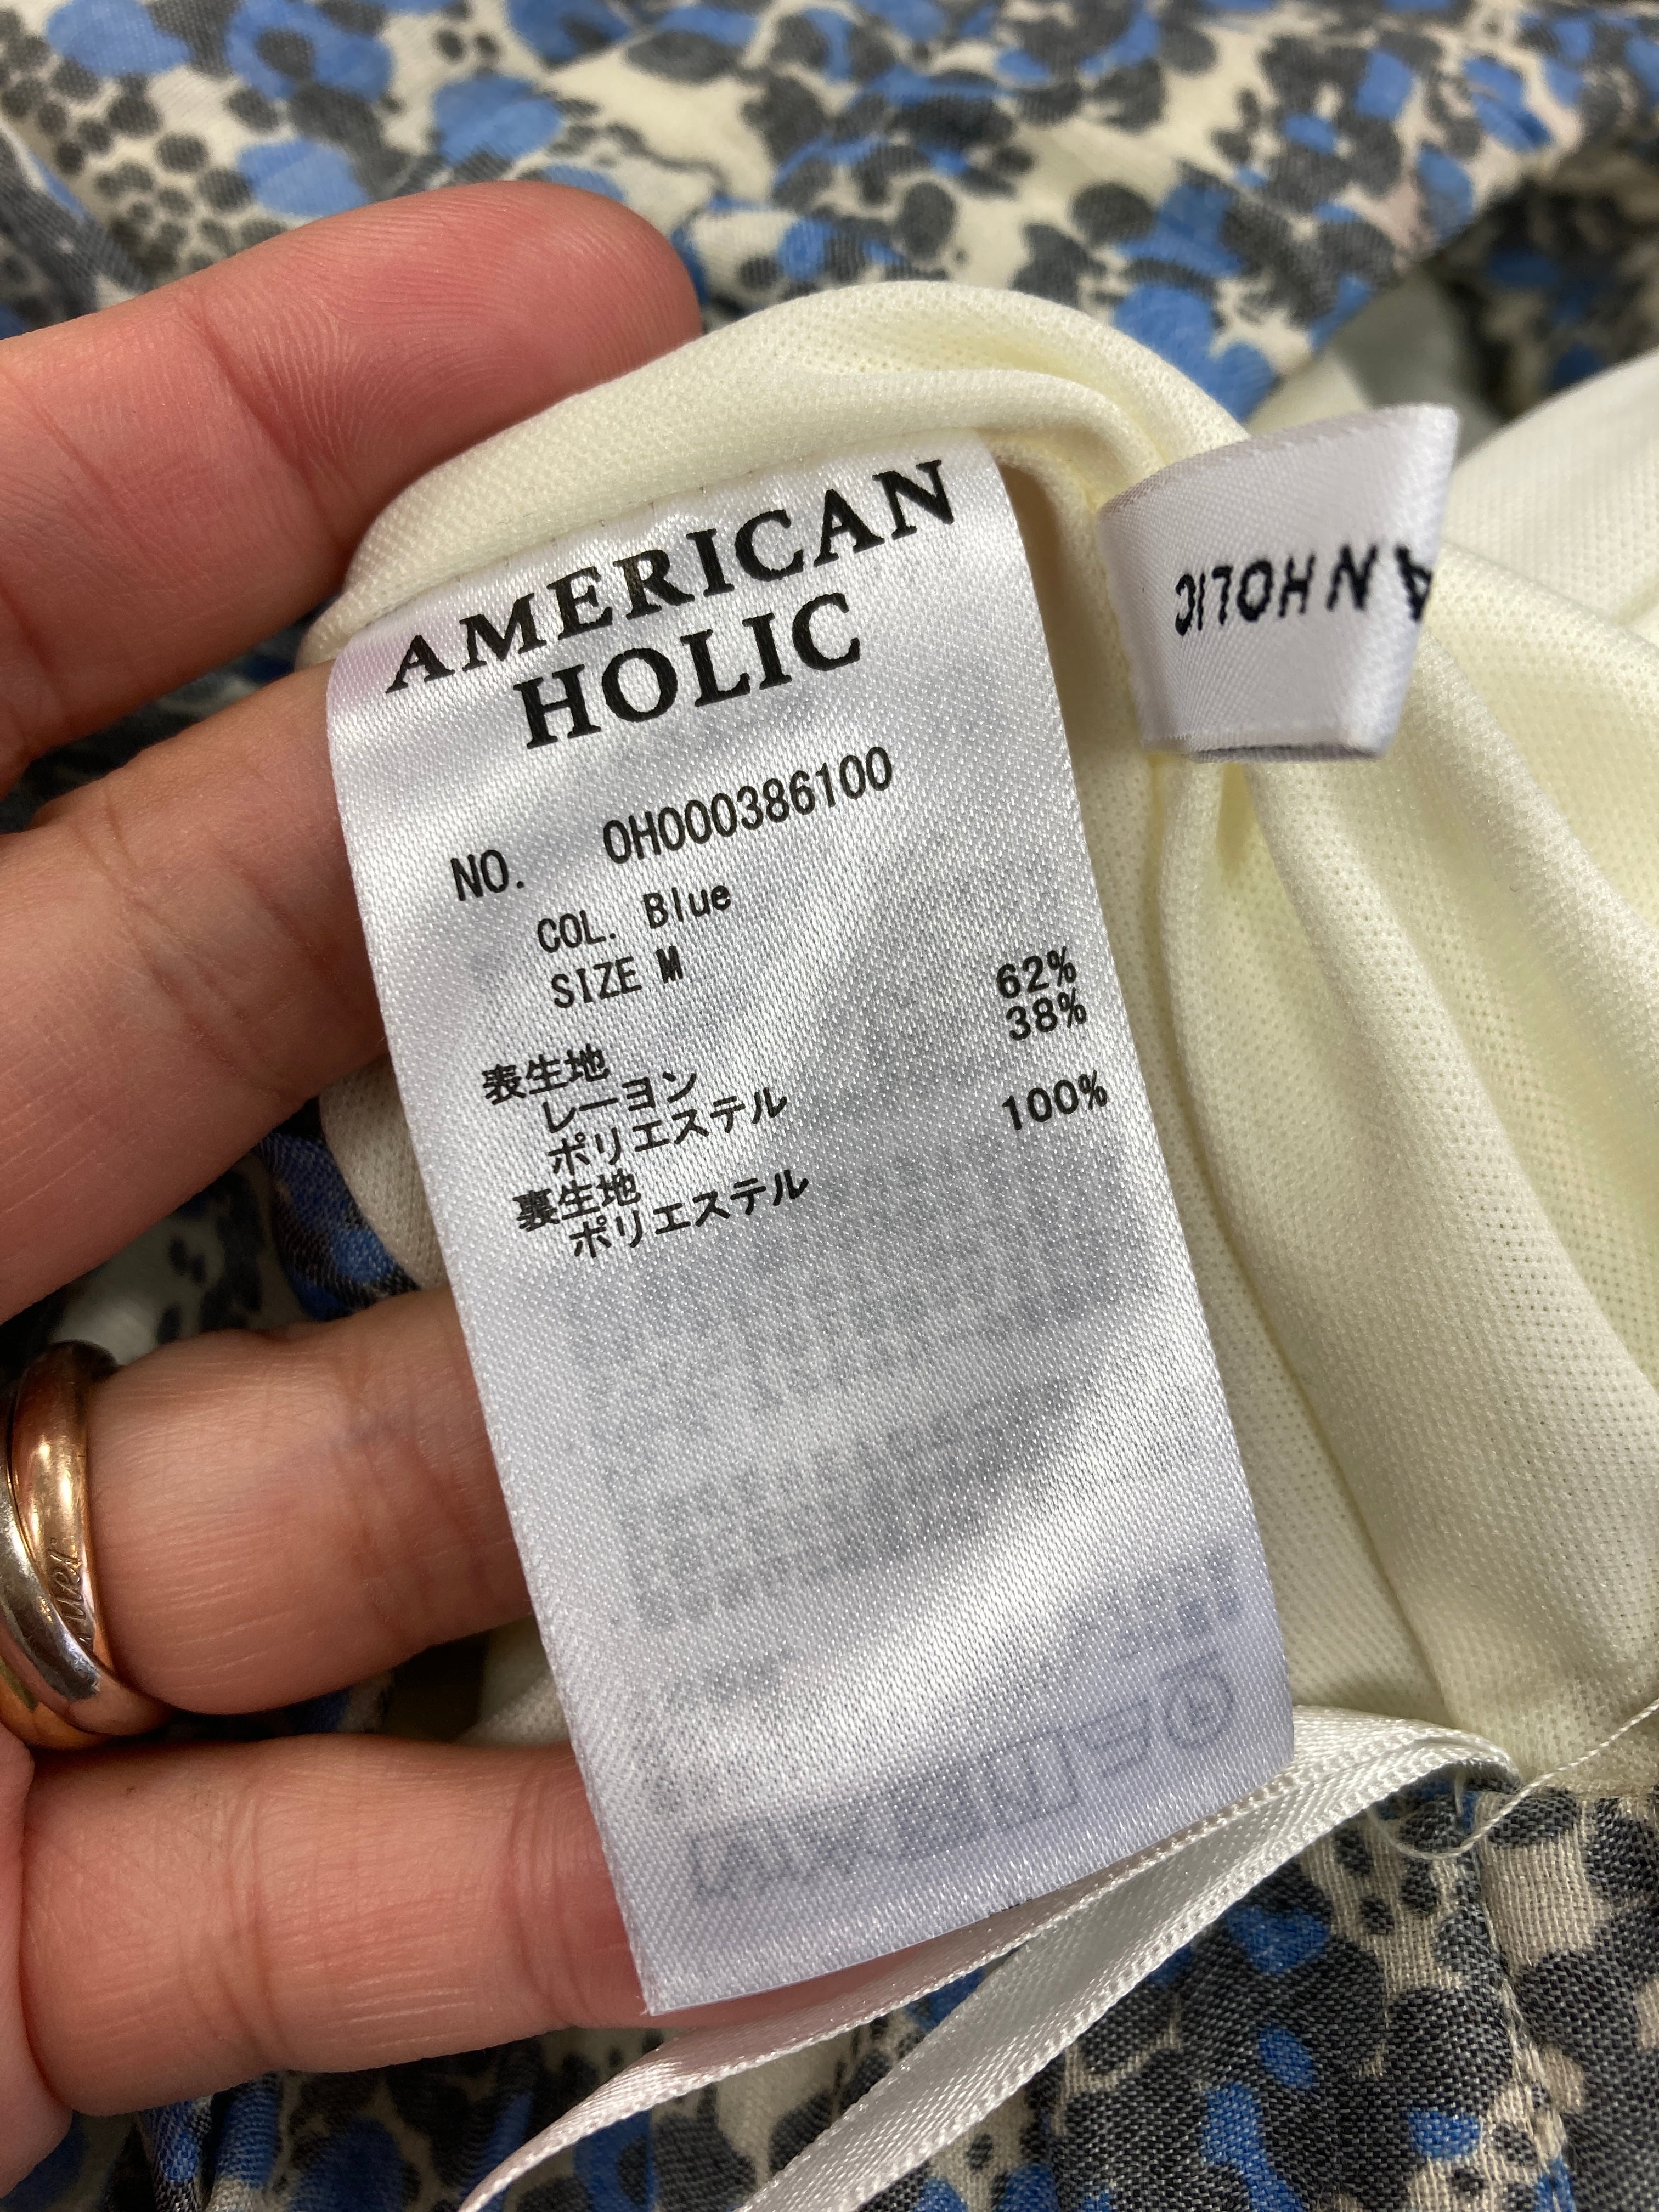 AMERICAN
HOLIC
NO. 0H000386100
COL. Blue
SIZE M
表生地
レーヨン 62%
ポリエステル 38%
裏生地
ポリエステル 100%
AN HOLIC